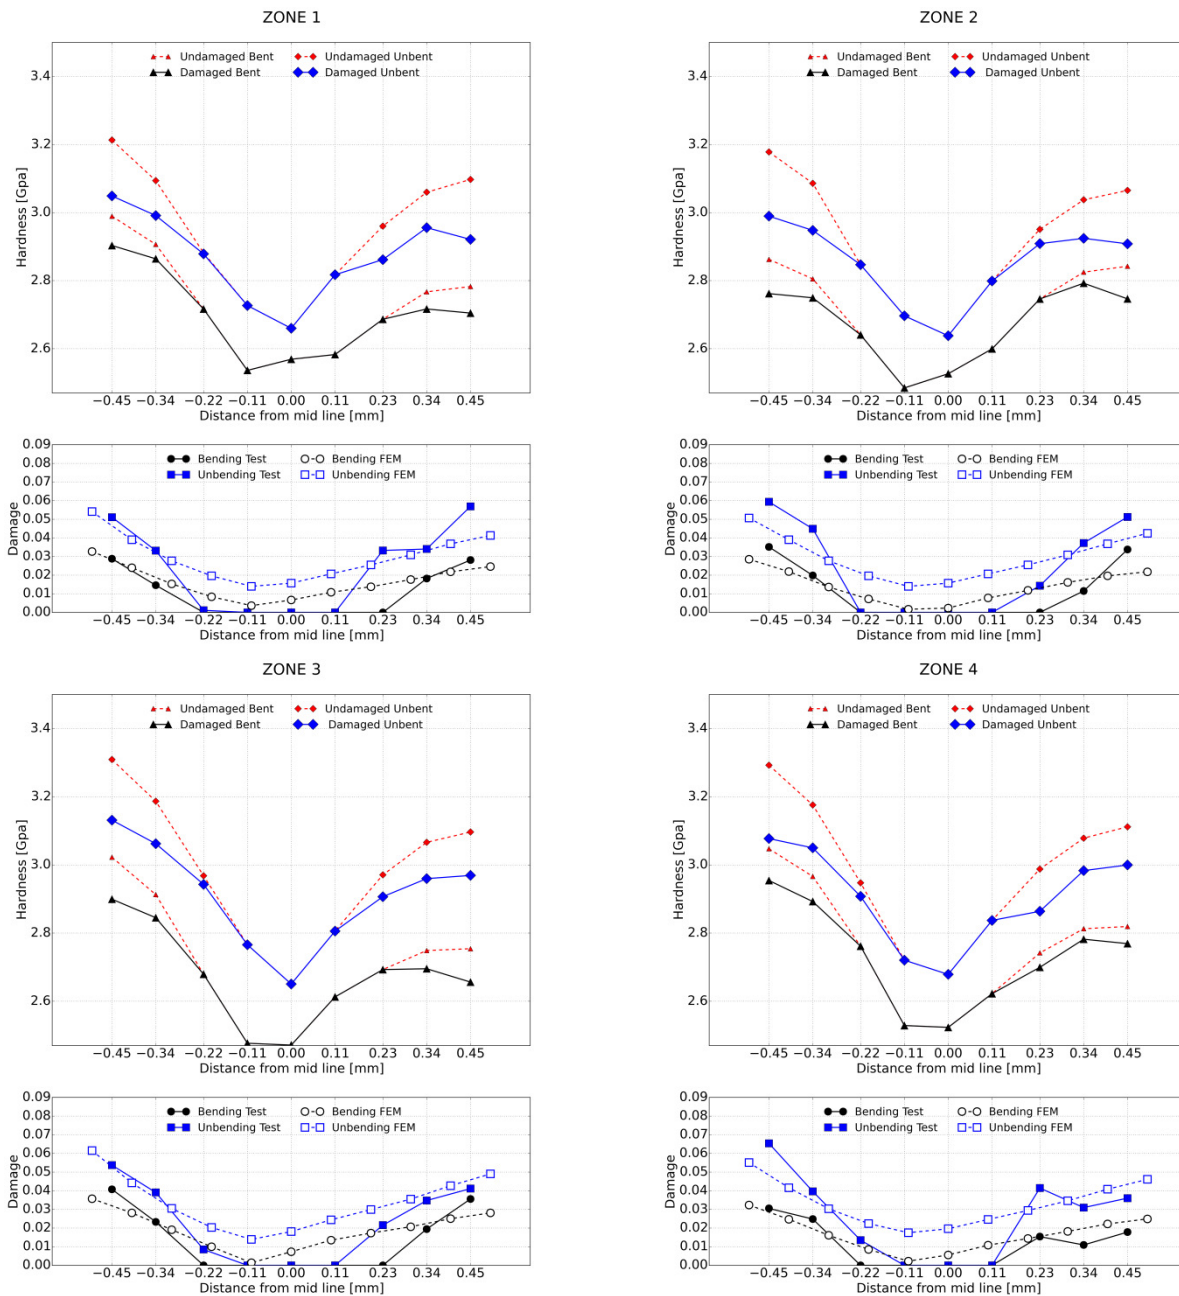 ZONE 1
Undamaged Bent
Undamaged Unbent
Damaged Bent
Damaged Unbent
Hardness [Gpa]
3.4
3.2
3.0
2.8
2.6
−0.45 −0.34 −0.22 −0.11 0.00 0.11 0.23 0.34 0.45
Distance from mid line [mm]
Bending Test
Bending FEM
Unbending Test
Unbending FEM
Damage
0.09
0.08
0.07
0.06
0.05
0.04
0.03
0.02
0.01
0.00
−0.45 −0.34 −0.22 −0.11 0.00 0.11 0.23 0.34 0.45
Distance from mid line [mm]
ZONE 2
Undamaged Bent
Undamaged Unbent
Damaged Bent
Damaged Unbent
Hardness [Gpa]
3.4
3.2
3.0
2.8
2.6
−0.45 −0.34 −0.22 −0.11 0.00 0.11 0.23 0.34 0.45
Distance from mid line [mm]
Bending Test
Bending FEM
Unbending Test
Unbending FEM
Damage
0.09
0.08
0.07
0.06
0.05
0.04
0.03
0.02
0.01
0.00
−0.45 −0.34 −0.22 −0.11 0.00 0.11 0.23 0.34 0.45
Distance from mid line [mm]
ZONE 3
Undamaged Bent
Undamaged Unbent
Damaged Bent
Damaged Unbent
Hardness [Gpa]
3.4
3.2
3.0
2.8
2.6
−0.45 −0.34 −0.22 −0.11 0.00 0.11 0.23 0.34 0.45
Distance from mid line [mm]
Bending Test
Bending FEM
Unbending Test
Unbending FEM
Damage
0.09
0.08
0.07
0.06
0.05
0.04
0.03
0.02
0.01
0.00
−0.45 −0.34 −0.22 −0.11 0.00 0.11 0.23 0.34 0.45
Distance from mid line [mm]
ZONE 4
Undamaged Bent
Undamaged Unbent
Damaged Bent
Damaged Unbent
Hardness [Gpa]
3.4
3.2
3.0
2.8
2.6
−0.45 −0.34 −0.22 −0.11 0.00 0.11 0.23 0.34 0.45
Distance from mid line [mm]
Bending Test
Bending FEM
Unbending Test
Unbending FEM
Damage
0.09
0.08
0.07
0.06
0.05
0.04
0.03
0.02
0.01
0.00
−0.45 −0.34 −0.22 −0.11 0.00 0.11 0.23 0.34 0.45
Distance from mid line [mm]